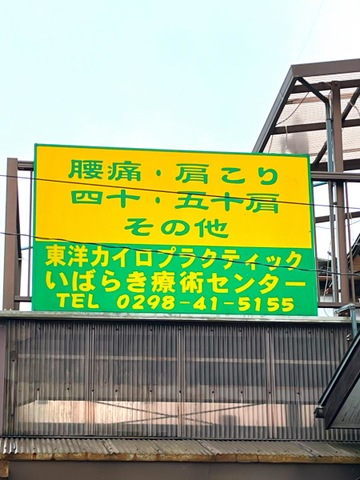 腰痛・肩こり
四十・五十肩
その他
東洋カイロプラクティック
いばらき療術センター
TEL 0298-41-5155